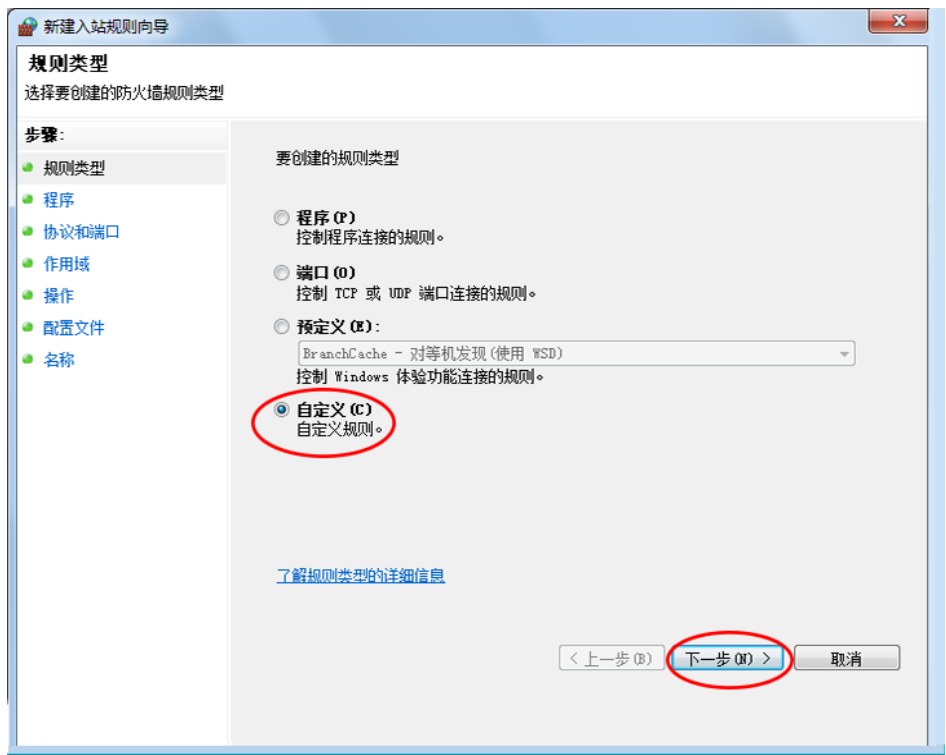 新建入站规则向导
规则类型
选择要创建的防火墙规则类型
步骤:
规则类型
程序
协议和端口
作用域
操作
配置文件
名称
要创建的规则类型
程序(P)
控制程序连接的规则。
端口(O)
控制 TCP 或 UDP 端口连接的规则。
预定义(E):
BranchCache - 对等机发现(使用 WSD)
控制 Windows 体验功能连接的规则。
自定义(C)
自定义规则。
了解规则类型的详细信息
< 上一步(B)
下一步(N) >
取消